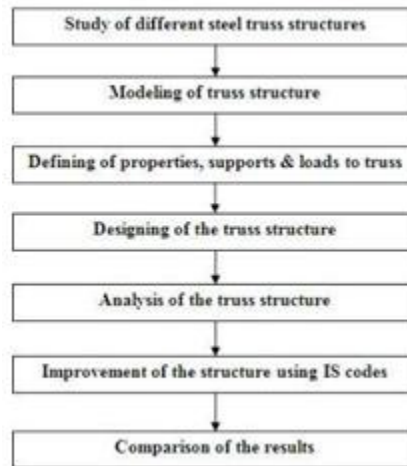 Study of different steel truss structures
Modeling of truss structure
Defining of properties, supports & loads to truss
Designing of the truss structure
Analysis of the truss structure
Improvement of the structure using IS codes
Comparison of the results